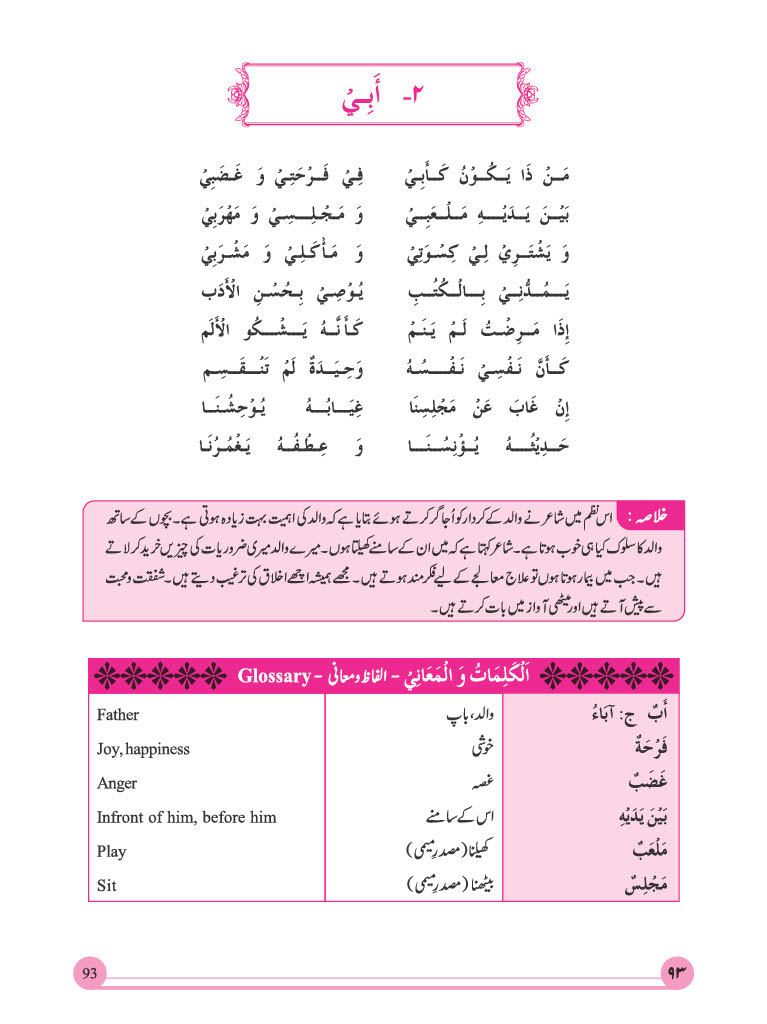 ۲- أَبِيْ
مَنْ ذَا يَكُوْنُ كَأَبِيْ فِيْ فَرْحَتِيْ وَ غَضَبِيْ
بَيْنَ يَدَيْهِ مَلْعَبِيْ وَ مَجْلِسِيْ وَ مَهْرَبِيْ
وَ يَشْتَرِيْ لِيْ كِسْوَتِيْ وَ مَأْكَلِيْ وَ مَشْرَبِيْ
يَمُدُّنِيْ بِالْكُتُبِ يُوْصِيْ بِحُسْنِ الْأَدَب
إِذَا مَرِضْتُ لَمْ يَنَمْ كَأَنَّهُ يَشْكُو الْأَلَم
كَأَنَّ نَفْسِيْ نَفْسُهُ وَحِيَدَةٌ لَمْ تَنْقَسِم
إِنْ غَابَ عَنْ مَجْلِسِنَا غِيَابُهُ يُوْحِشُنَا
حَدِيْثُهُ يُؤْنِسُنَا وَ عِطْفُهُ يَغْمُرُنَا
خلاصہ : اس نظم میں شاعر نے والد کے کردار کو اُجاگر کرتے ہوئے بتایا ہے کہ والد کی اہمیت بہت زیادہ ہوتی ہے۔ بچوں کے ساتھ
والد کا سلوک کیا ہی خوب ہوتا ہے۔ شاعر کہتا ہے کہ میں ان کے سامنے کھیلتا ہوں۔ میرے والد میری ضروریات کی چیزیں خرید کر لاتے
ہیں۔ جب میں بیمار ہوتا ہوں تو علاج معالجے کے لیے فکر مند ہوتے ہیں۔ مجھے ہمیشہ اچھے اخلاق کی ترغیب دیتے ہیں۔ شفقت و محبت
سے پیش آتے ہیں اور میٹھی آواز میں بات کرتے ہیں۔
اَلْكَلِمَاتُ وَ الْمَعَانِيْ - الفاظ و معانی - Glossary
أَبٌ ج: آبَاءُ والد، باپ Father
فَرْحَةٌ خوشی Joy, happiness
غَضَبٌ غصہ Anger
بَيْنَ يَدَيْهِ اس کے سامنے Infront of him, before him
مَلْعَبٌ کھیلنا (مصدرِ میمی) Play
مَجْلِسٌ بیٹھنا (مصدرِ میمی) Sit
93 ۹۳